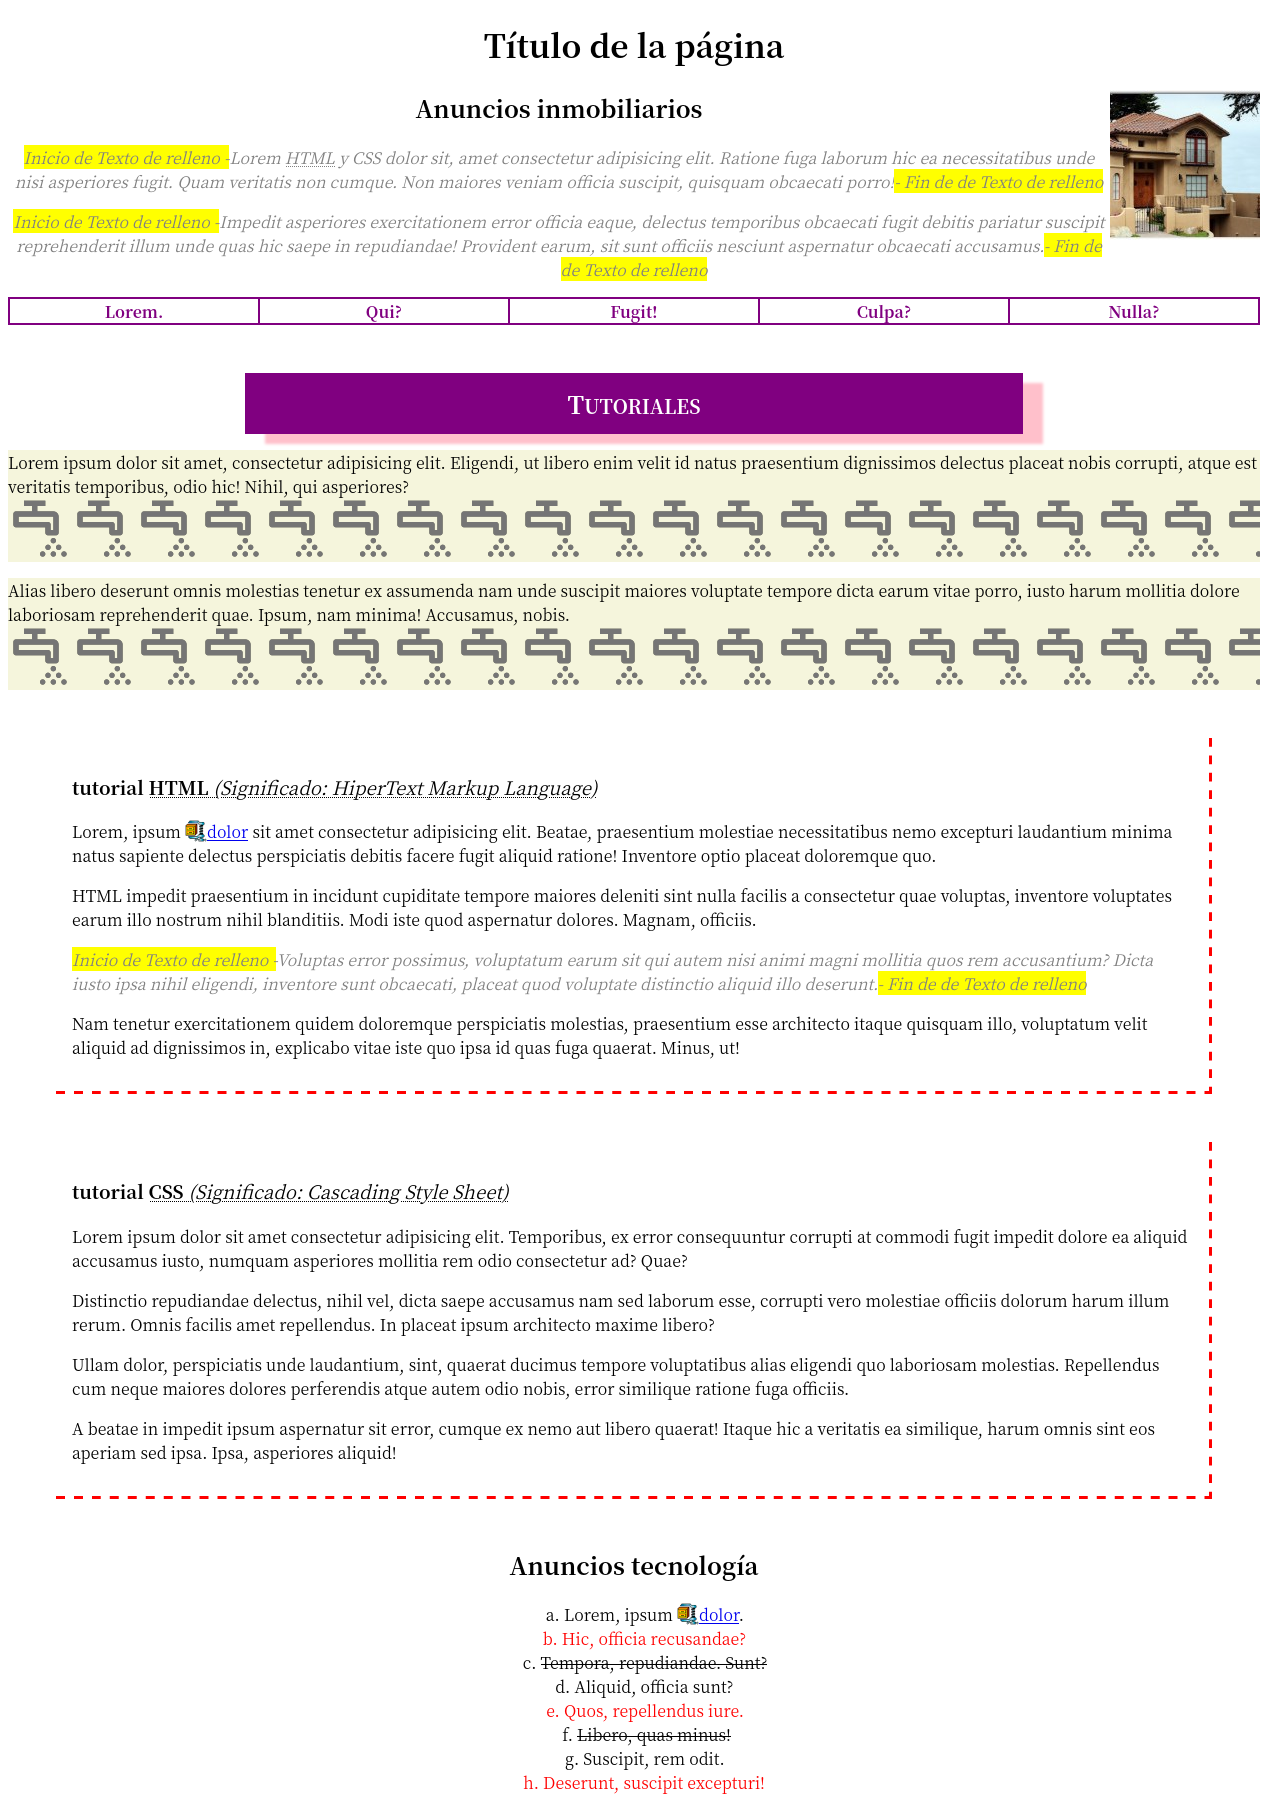 Título de la página
Anuncios inmobiliarios
Inicio de Texto de relleno -Lorem HTML y CSS dolor sit, amet consectetur adipisicing elit. Ratione fuga laborum hic ea necessitatibus unde
nisi asperiores fugit. Quam veritatis non cumque. Non maiores veniam officia suscipit, quisquam obcaecati porro!- Fin de de Texto de relleno
Inicio de Texto de relleno -Impedit asperiores exercitationem error officia eaque, delectus temporibus obcaecati fugit debitis pariatur suscipit
reprehenderit illum unde quas hic saepe in repudiandae! Provident earum, sit sunt officiis nesciunt aspernatur obcaecati accusamus.- Fin de
de Texto de relleno
Lorem. Qui? Fugit! Culpa? Nulla?
Tutoriales
Lorem ipsum dolor sit amet, consectetur adipisicing elit. Eligendi, ut libero enim velit id natus praesentium dignissimos delectus placeat nobis corrupti, atque est
veritatis temporibus, odio hic! Nihil, qui asperiores?
Alias libero deserunt omnis molestias tenetur ex assumenda nam unde suscipit maiores voluptate tempore dicta earum vitae porro, iusto harum mollitia dolore
laboriosam reprehenderit quae. Ipsum, nam minima! Accusamus, nobis.
tutorial HTML (Significado: HiperText Markup Language)
Lorem, ipsum dolor sit amet consectetur adipisicing elit. Beatae, praesentium molestiae necessitatibus nemo excepturi laudantium minima
natus sapiente delectus perspiciatis debitis facere fugit aliquid ratione! Inventore optio placeat doloremque quo.
HTML impedit praesentium in incidunt cupiditate tempore maiores deleniti sint nulla facilis a consectetur quae voluptas, inventore voluptates
earum illo nostrum nihil blanditiis. Modi iste quod aspernatur dolores. Magnam, officiis.
Inicio de Texto de relleno -Voluptas error possimus, voluptatum earum sit qui autem nisi animi magni mollitia quos rem accusantium? Dicta
iusto ipsa nihil eligendi, inventore sunt obcaecati, placeat quod voluptate distinctio aliquid illo deserunt.- Fin de de Texto de relleno
Nam tenetur exercitationem quidem doloremque perspiciatis molestias, praesentium esse architecto itaque quisquam illo, voluptatum velit
aliquid ad dignissimos in, explicabo vitae iste quo ipsa id quas fuga quaerat. Minus, ut!
tutorial CSS (Significado: Cascading Style Sheet)
Lorem ipsum dolor sit amet consectetur adipisicing elit. Temporibus, ex error consequuntur corrupti at commodi fugit impedit dolore ea aliquid
accusamus iusto, numquam asperiores mollitia rem odio consectetur ad? Quae?
Distinctio repudiandae delectus, nihil vel, dicta saepe accusamus nam sed laborum esse, corrupti vero molestiae officiis dolorum harum illum
rerum. Omnis facilis amet repellendus. In placeat ipsum architecto maxime libero?
Ullam dolor, perspiciatis unde laudantium, sint, quaerat ducimus tempore voluptatibus alias eligendi quo laboriosam molestias. Repellendus
cum neque maiores dolores perferendis atque autem odio nobis, error similique ratione fuga officiis.
A beatae in impedit ipsum aspernatur sit error, cumque ex nemo aut libero quaerat! Itaque hic a veritatis ea similique, harum omnis sint eos
aperiam sed ipsa. Ipsa, asperiores aliquid!
Anuncios tecnología
a. Lorem, ipsum dolor.
b. Hic, officia recusandae?
c. Tempora, repudiandae. Sunt?
d. Aliquid, officia sunt?
e. Quos, repellendus iure.
f. Libero, quas minus!
g. Suscipit, rem odit.
h. Deserunt, suscipit excepturi!